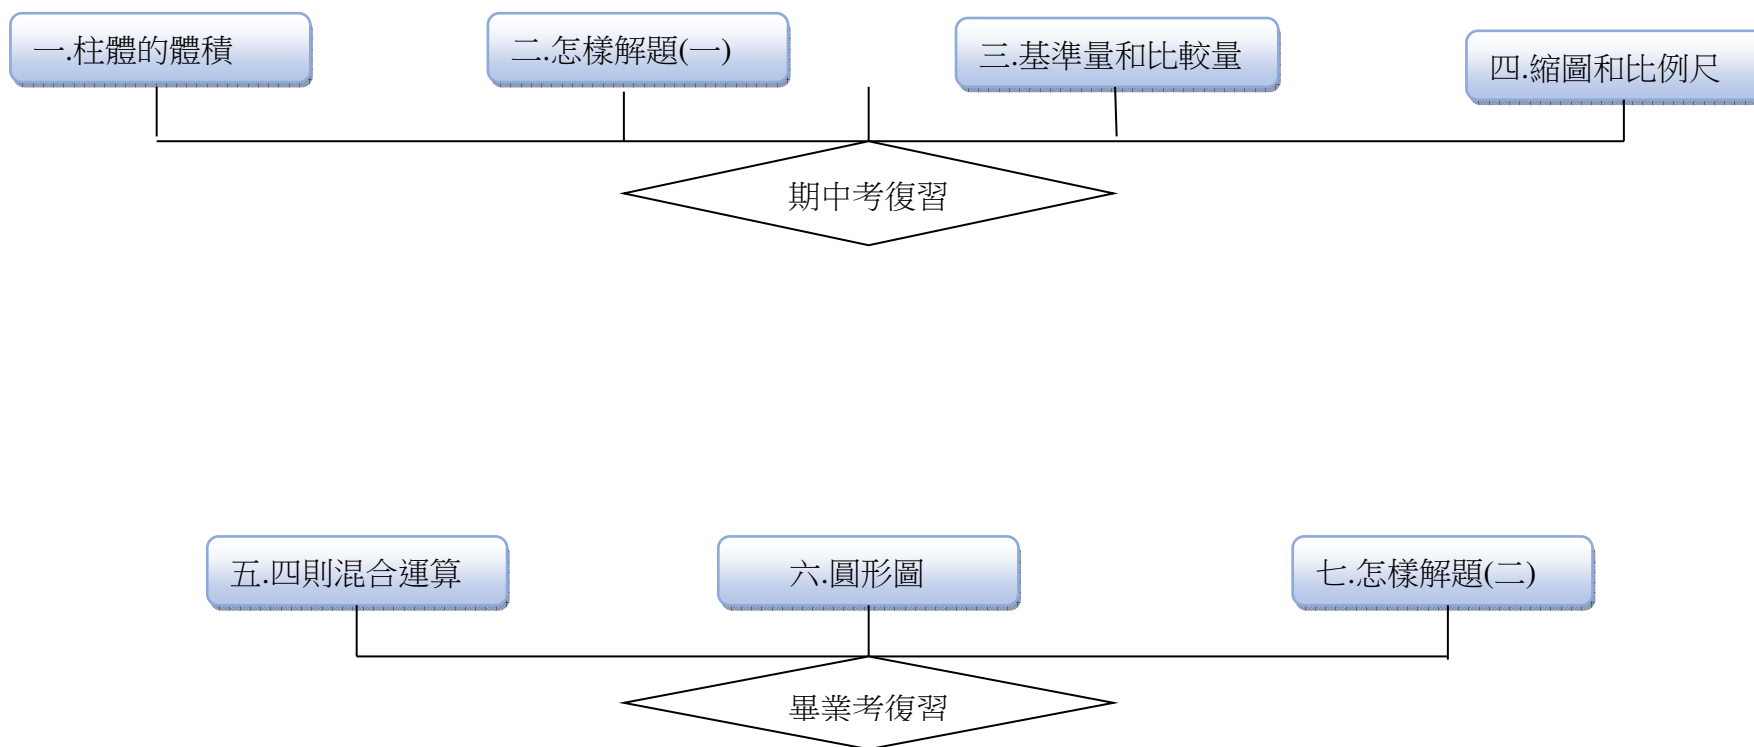 一.柱體的體積
二.怎樣解題(一)
三.基準量和比較量
四.縮圖和比例尺
期中考復習
五.四則混合運算
六.圓形圖
七.怎樣解題(二)
畢業考復習